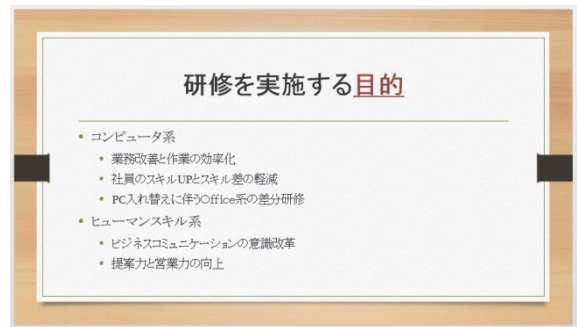 研修を実施する目的
• コンピュータ系
• 業務改善と作業の効率化
• 社員のスキルUPとスキル差の軽減
• PC入れ替えに伴うOffice系の差分研修
• ヒューマンスキル系
• ビジネスコミュニケーションの意識改革
• 提案力と営業力の向上